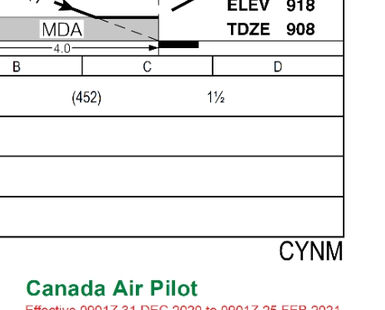 ELEV 918
MDA
TDZE 908
4.0
B C D
(452) 1½
CYNM
Canada Air Pilot
Effective 0901Z 31 DEC 2020 to 0901Z 25 FEB 2021